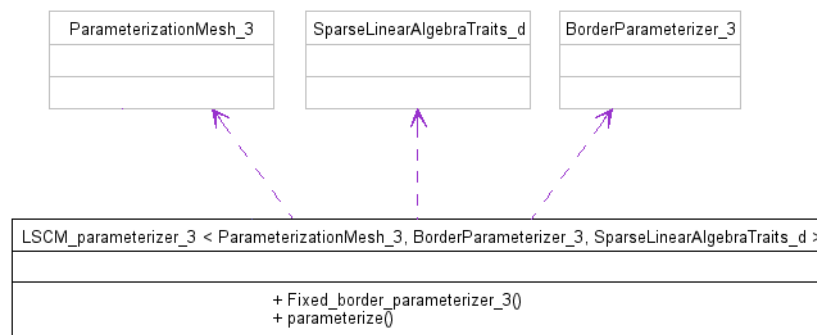 ParameterizationMesh_3
SparseLinearAlgebraTraits_d
BorderParameterizer_3
LSCM_parameterizer_3 < ParameterizationMesh_3, BorderParameterizer_3, SparseLinearAlgebraTraits_d >
+ Fixed_border_parameterizer_3()
+ parameterize()